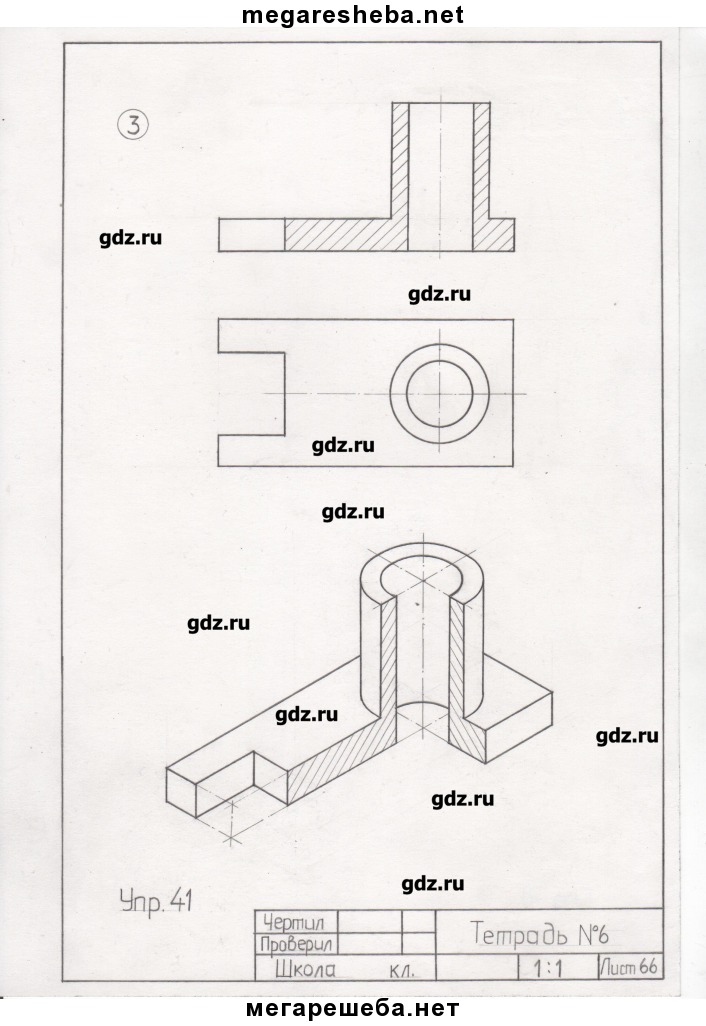 megaresheba.net
3
gdz.ru
gdz.ru
gdz.ru
gdz.ru
gdz.ru
gdz.ru
gdz.ru
gdz.ru
gdz.ru
Упр. 41
Чертил
Проверил
Тетрадь №6
Школа кл. 1:1 Лист 66
мегарешеба.нет